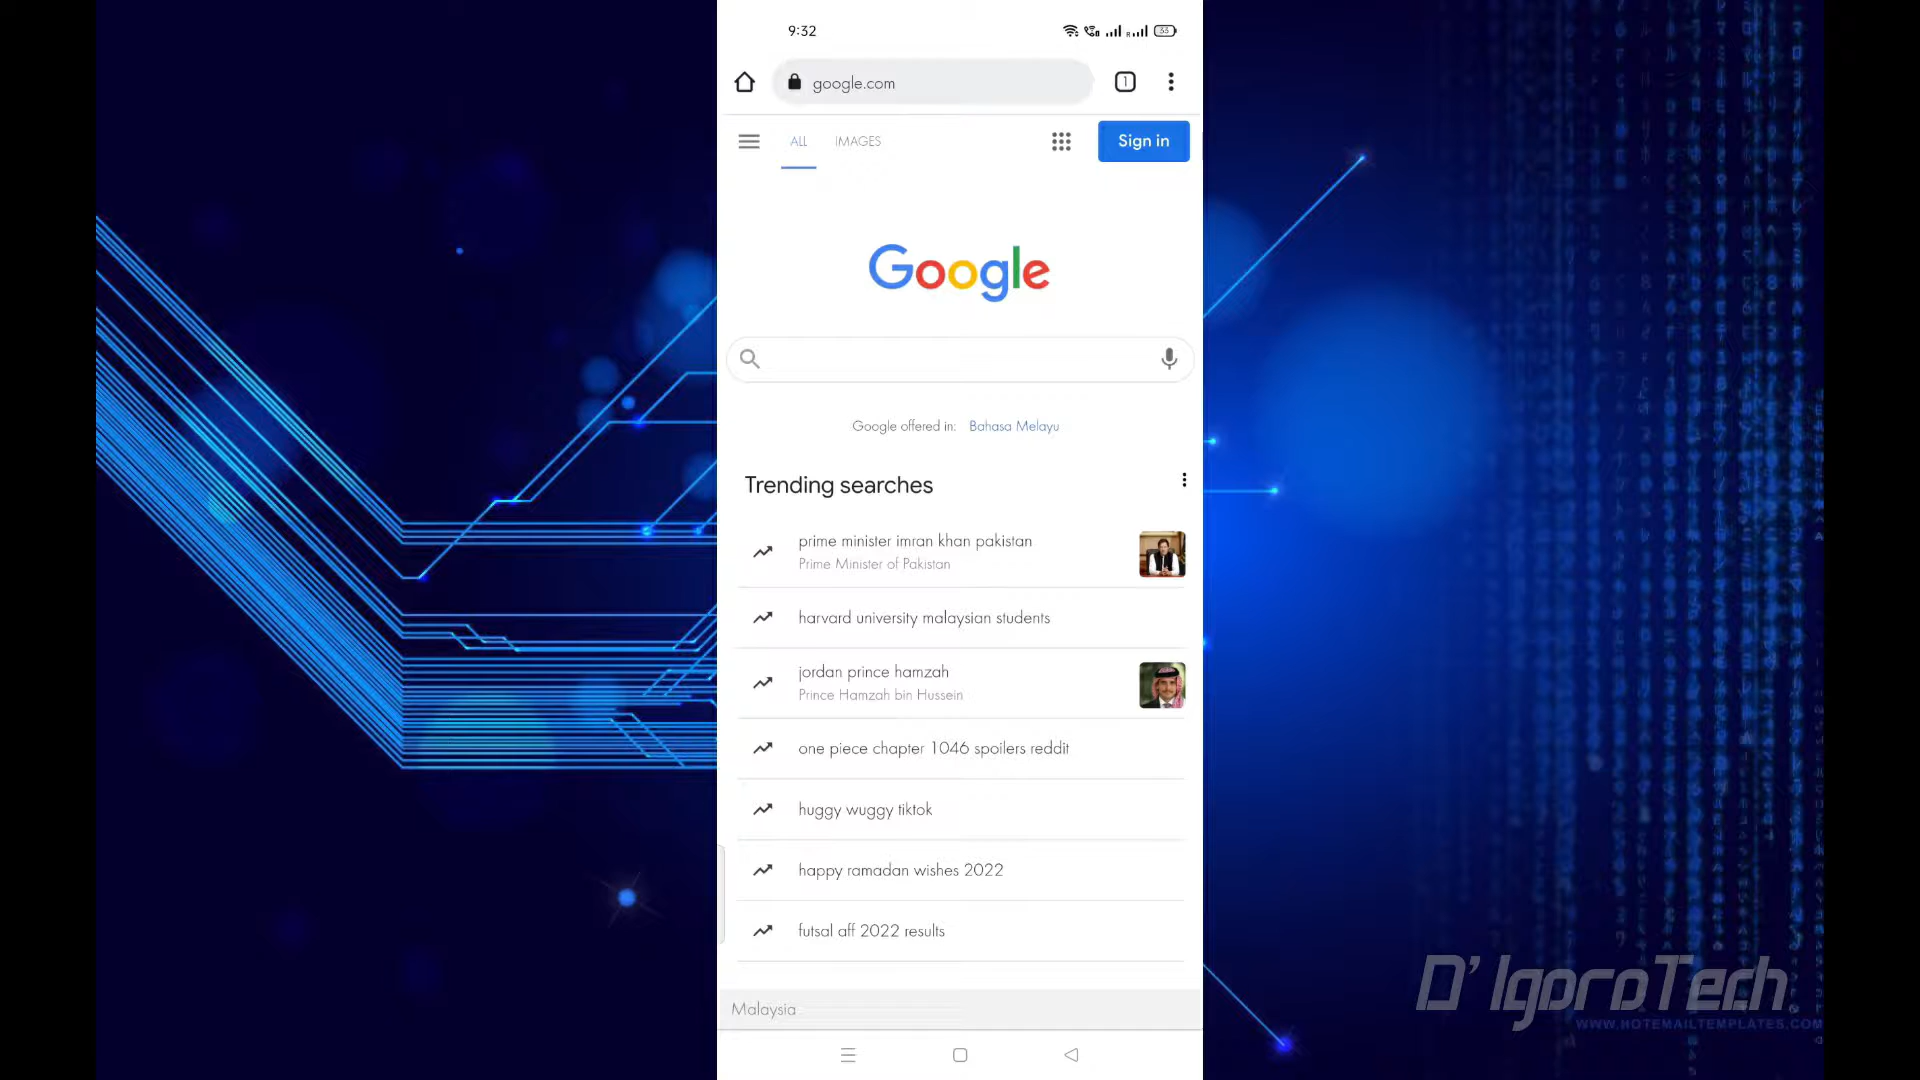 9:32
33
google.com
1
ALL IMAGES
Sign in
Google
Google offered in: Bahasa Melayu
Trending searches
prime minister imran khan pakistan
Prime Minister of Pakistan
harvard university malaysian students
jordan prince hamzah
Prince Hamzah bin Hussein
one piece chapter 1046 spoilers reddit
huggy wuggy tiktok
happy ramadan wishes 2022
futsal aff 2022 results
Malaysia
D' IgoroTech
WWW.HOTEMAILTEMPLATES.COM